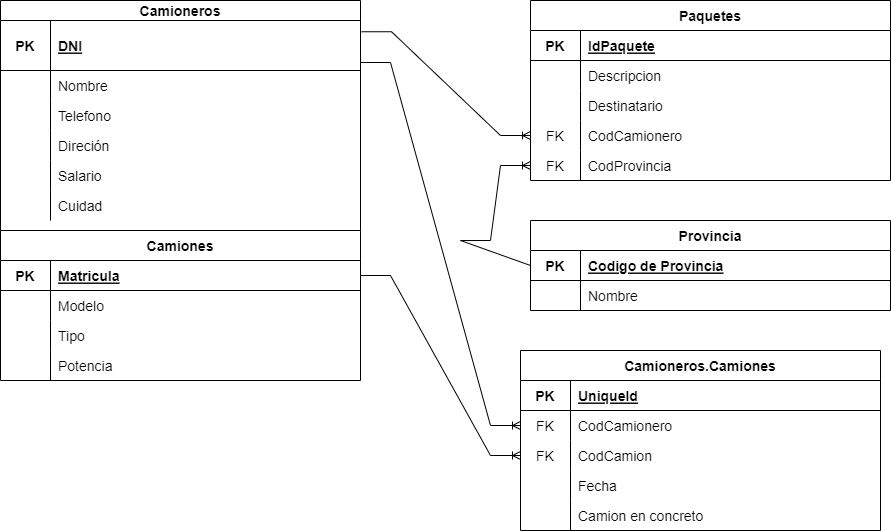 Camioneros
PK DNI
Nombre
Telefono
Direción
Salario
Cuidad
Camiones
PK Matricula
Modelo
Tipo
Potencia
Paquetes
PK IdPaquete
Descripcion
Destinatario
FK CodCamionero
FK CodProvincia
Provincia
PK Codigo de Provincia
Nombre
Camioneros.Camiones
PK UniqueId
FK CodCamionero
FK CodCamion
Fecha
Camion en concreto